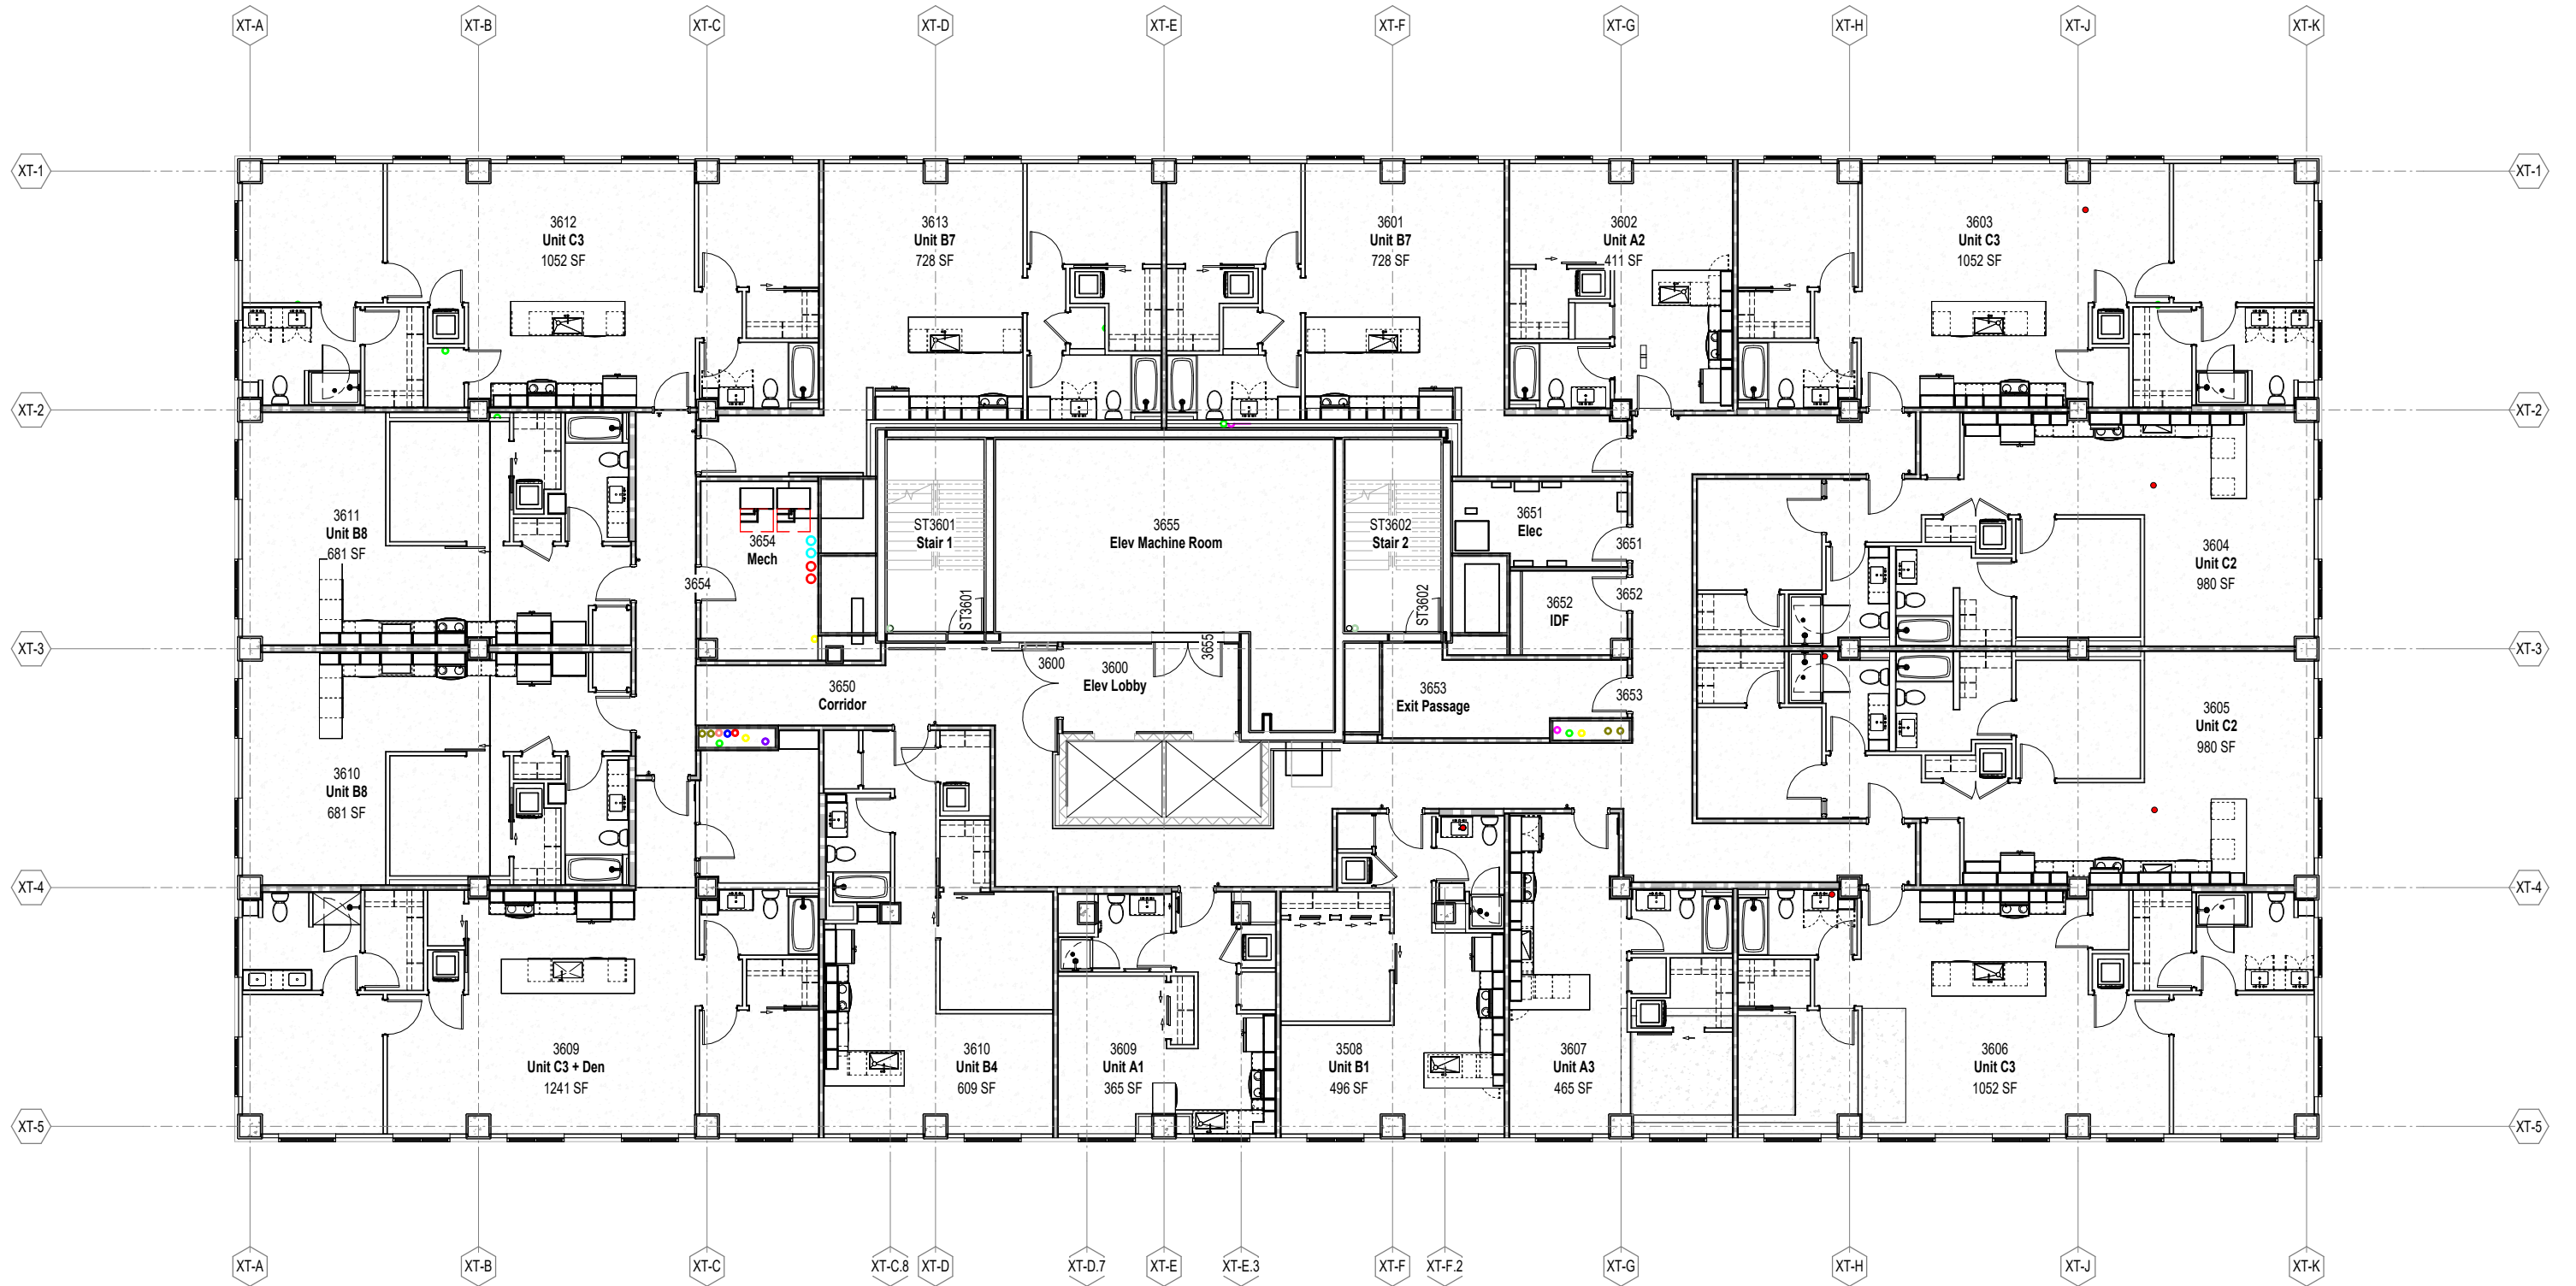 XT-A
XT-B
XT-C
XT-D
XT-E
XT-F
XT-G
XT-H
XT-J
XT-K
XT-1
XT-1
3612
Unit C3
1052 SF
3613
Unit B7
728 SF
3601
Unit B7
728 SF
3602
Unit A2
411 SF
3603
Unit C3
1052 SF
XT-2
XT-2
3611
Unit B8
681 SF
3654
Mech
3654
ST3601
Stair 1
ST3601
3655
Elev Machine Room
ST3602
Stair 2
ST3602
3651
Elec
3651
3652
IDF
3652
3604
Unit C2
980 SF
XT-3
XT-3
3650
Corridor
3600
3600
Elev Lobby
3655
3653
Exit Passage
3653
3605
Unit C2
980 SF
3610
Unit B8
681 SF
XT-4
XT-4
3609
Unit C3 + Den
1241 SF
3610
Unit B4
609 SF
3609
Unit A1
365 SF
3508
Unit B1
496 SF
3607
Unit A3
465 SF
3606
Unit C3
1052 SF
XT-5
XT-5
XT-A
XT-B
XT-C
XT-C.8
XT-D
XT-D.7
XT-E
XT-E.3
XT-F
XT-F.2
XT-G
XT-H
XT-J
XT-K